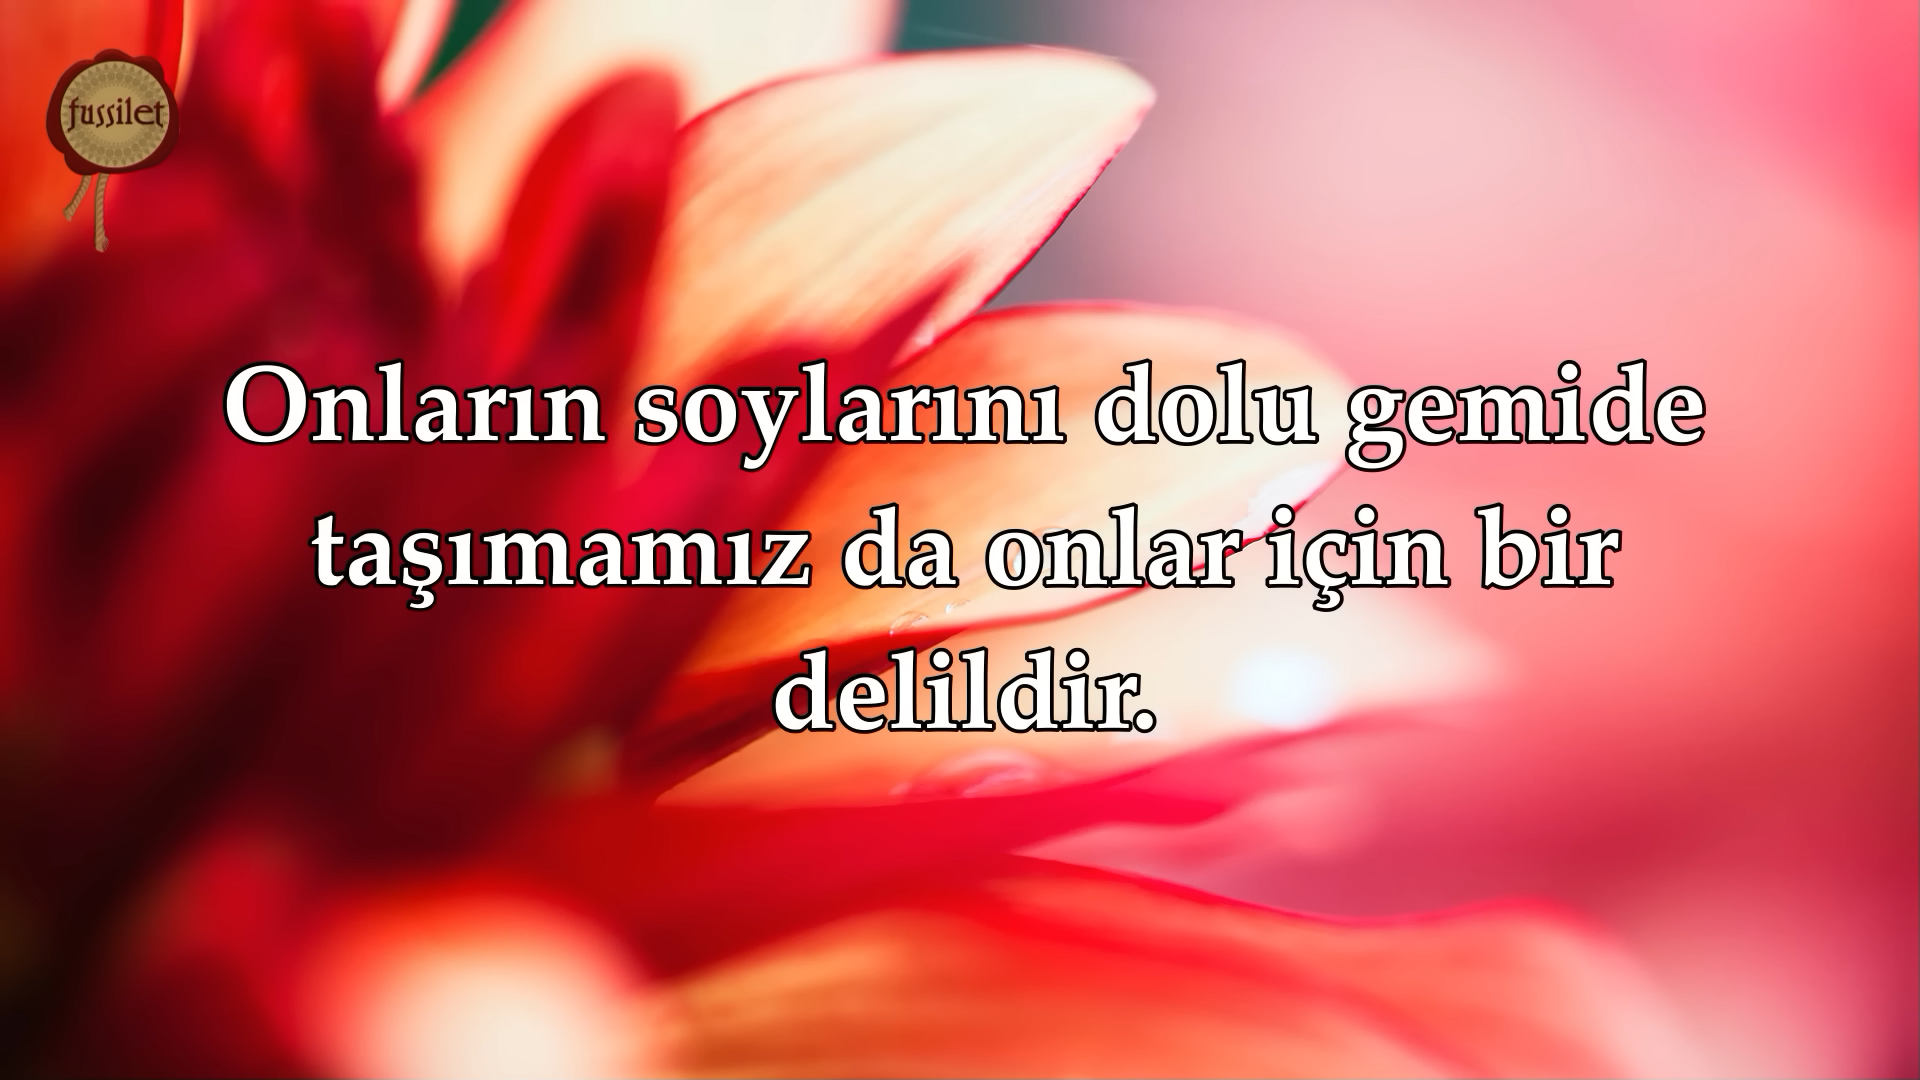 fussilet
Onların soylarını dolu gemide
taşımamız da onlar için bir
delildir.